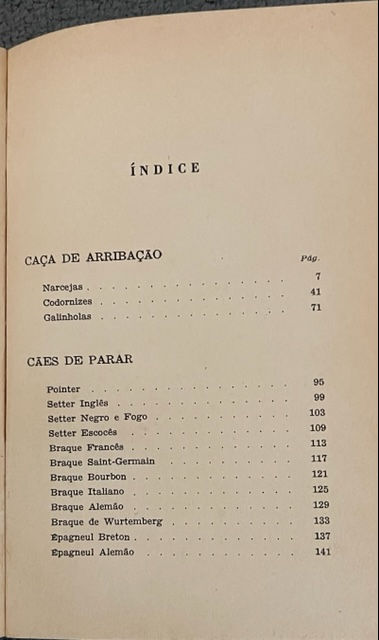 ÍNDICE
CAÇA DE ARRIBAÇÃO Pág.
Narcejas . . . . . . . . . . . . . . 7
Codornizes . . . . . . . . . . . . . 41
Galinholas . . . . . . . . . . . . . 71
CÃES DE PARAR
Pointer . . . . . . . . . . . . . . 95
Setter Inglês . . . . . . . . . . . . 99
Setter Negro e Fogo . . . . . . . . . 103
Setter Escocês . . . . . . . . . . . 109
Braque Francês . . . . . . . . . . . 113
Braque Saint-Germain . . . . . . . . 117
Braque Bourbon . . . . . . . . . . . 121
Braque Italiano . . . . . . . . . . . 125
Braque Alemão . . . . . . . . . . . 129
Braque de Wurtemberg . . . . . . . . 133
Épagneul Breton . . . . . . . . . . . 137
Épagneul Alemão . . . . . . . . . . 141